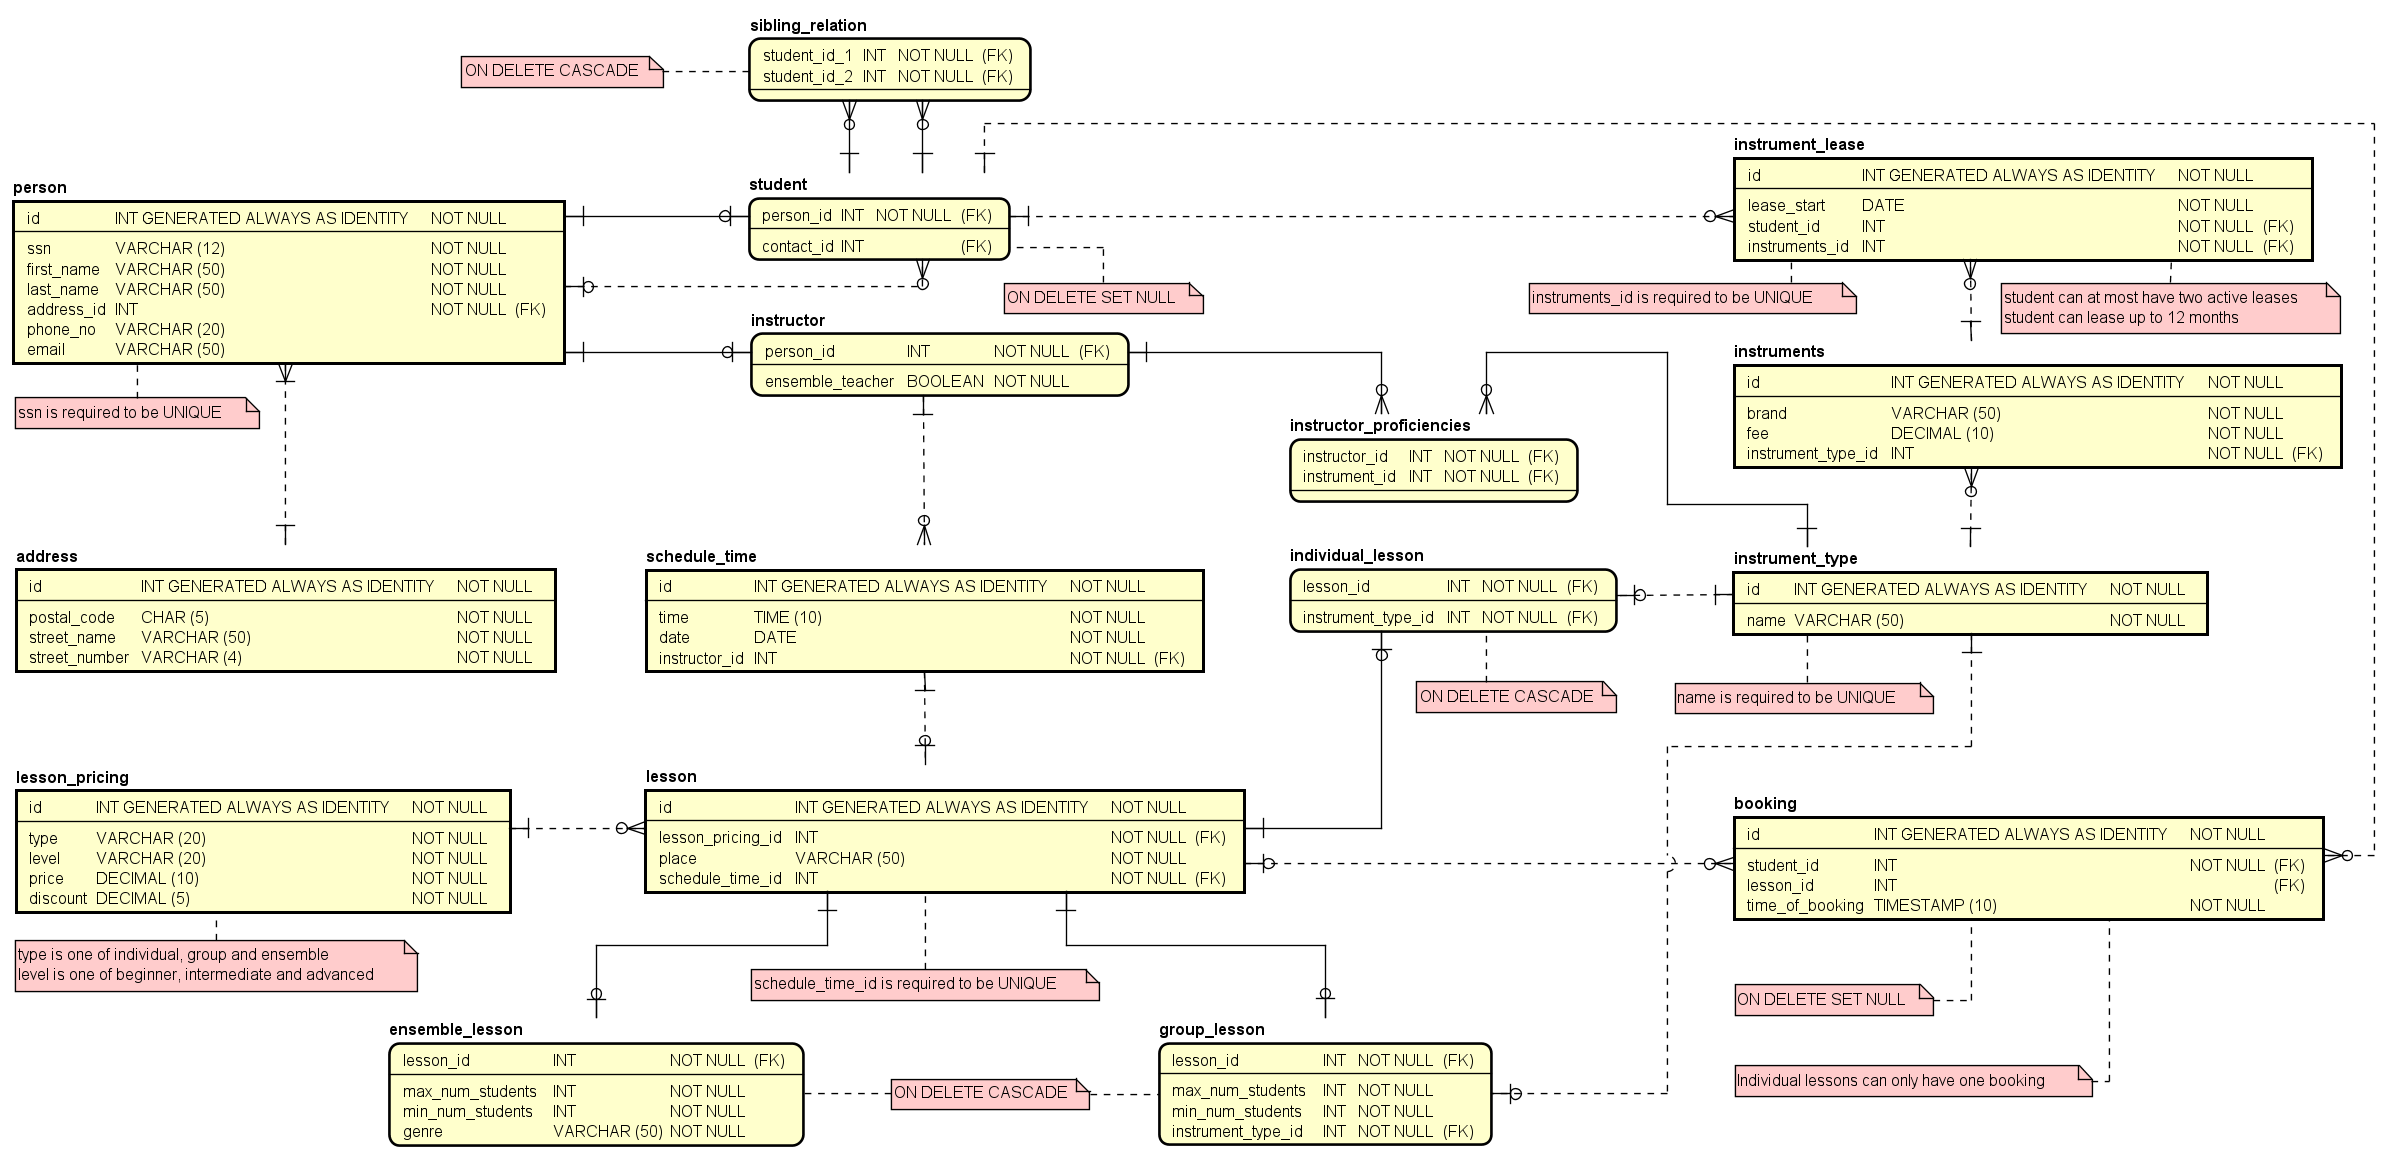 sibling_relation
student_id_1 INT NOT NULL (FK)
student_id_2 INT NOT NULL (FK)
ON DELETE CASCADE
person
id INT GENERATED ALWAYS AS IDENTITY NOT NULL
ssn VARCHAR (12) NOT NULL
first_name VARCHAR (50) NOT NULL
last_name VARCHAR (50) NOT NULL
address_id INT NOT NULL (FK)
phone_no VARCHAR (20)
email VARCHAR (50)
ssn is required to be UNIQUE
student
person_id INT NOT NULL (FK)
contact_id INT (FK)
ON DELETE SET NULL
instrument_lease
id INT GENERATED ALWAYS AS IDENTITY NOT NULL
lease_start DATE NOT NULL
student_id INT NOT NULL (FK)
instruments_id INT NOT NULL (FK)
instruments_id is required to be UNIQUE
student can at most have two active leases
student can lease up to 12 months
instructor
person_id INT NOT NULL (FK)
ensemble_teacher BOOLEAN NOT NULL
instruments
id INT GENERATED ALWAYS AS IDENTITY NOT NULL
brand VARCHAR (50) NOT NULL
fee DECIMAL (10) NOT NULL
instrument_type_id INT NOT NULL (FK)
instructor_proficiencies
instructor_id INT NOT NULL (FK)
instrument_id INT NOT NULL (FK)
address
id INT GENERATED ALWAYS AS IDENTITY NOT NULL
postal_code CHAR (5) NOT NULL
street_name VARCHAR (50) NOT NULL
street_number VARCHAR (4) NOT NULL
schedule_time
id INT GENERATED ALWAYS AS IDENTITY NOT NULL
time TIME (10) NOT NULL
date DATE NOT NULL
instructor_id INT NOT NULL (FK)
individual_lesson
lesson_id INT NOT NULL (FK)
instrument_type_id INT NOT NULL (FK)
ON DELETE CASCADE
instrument_type
id INT GENERATED ALWAYS AS IDENTITY NOT NULL
name VARCHAR (50) NOT NULL
name is required to be UNIQUE
lesson_pricing
id INT GENERATED ALWAYS AS IDENTITY NOT NULL
type VARCHAR (20) NOT NULL
level VARCHAR (20) NOT NULL
price DECIMAL (10) NOT NULL
discount DECIMAL (5) NOT NULL
type is one of individual, group and ensemble
level is one of beginner, intermediate and advanced
lesson
id INT GENERATED ALWAYS AS IDENTITY NOT NULL
lesson_pricing_id INT NOT NULL (FK)
place VARCHAR (50) NOT NULL
schedule_time_id INT NOT NULL (FK)
schedule_time_id is required to be UNIQUE
booking
id INT GENERATED ALWAYS AS IDENTITY NOT NULL
student_id INT NOT NULL (FK)
lesson_id INT (FK)
time_of_booking TIMESTAMP (10) NOT NULL
ON DELETE SET NULL
Individual lessons can only have one booking
ensemble_lesson
lesson_id INT NOT NULL (FK)
max_num_students INT NOT NULL
min_num_students INT NOT NULL
genre VARCHAR (50) NOT NULL
ON DELETE CASCADE
group_lesson
lesson_id INT NOT NULL (FK)
max_num_students INT NOT NULL
min_num_students INT NOT NULL
instrument_type_id INT NOT NULL (FK)